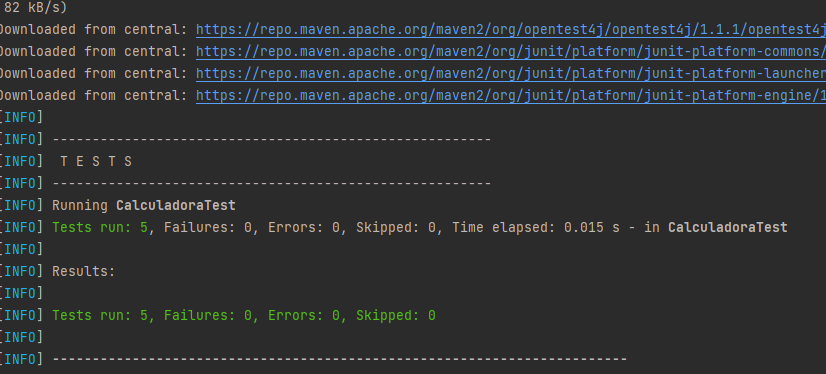 82 kB/s)
Downloaded from central: https://repo.maven.apache.org/maven2/org/opentest4j/opentest4j/1.1.1/opentest4j
Downloaded from central: https://repo.maven.apache.org/maven2/org/junit/platform/junit-platform-commons/
Downloaded from central: https://repo.maven.apache.org/maven2/org/junit/platform/junit-platform-launcher
Downloaded from central: https://repo.maven.apache.org/maven2/org/junit/platform/junit-platform-engine/1
[INFO]
[INFO] -------------------------------------------------------
[INFO]  T E S T S
[INFO] -------------------------------------------------------
[INFO] Running CalculadoraTest
[INFO] Tests run: 5, Failures: 0, Errors: 0, Skipped: 0, Time elapsed: 0.015 s - in CalculadoraTest
[INFO]
[INFO] Results:
[INFO]
[INFO] Tests run: 5, Failures: 0, Errors: 0, Skipped: 0
[INFO]
[INFO] ------------------------------------------------------------------------